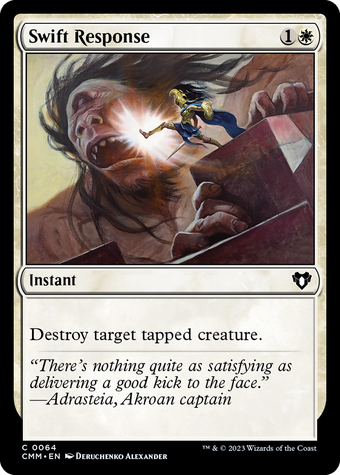 Swift Response 1
Instant
Destroy target tapped creature.
“There’s nothing quite as satisfying as
delivering a good kick to the face.”
—Adrasteia, Akroan captain
C 0064
CMM • EN DERUCHENKO ALEXANDER
™ & © 2023 Wizards of the Coast